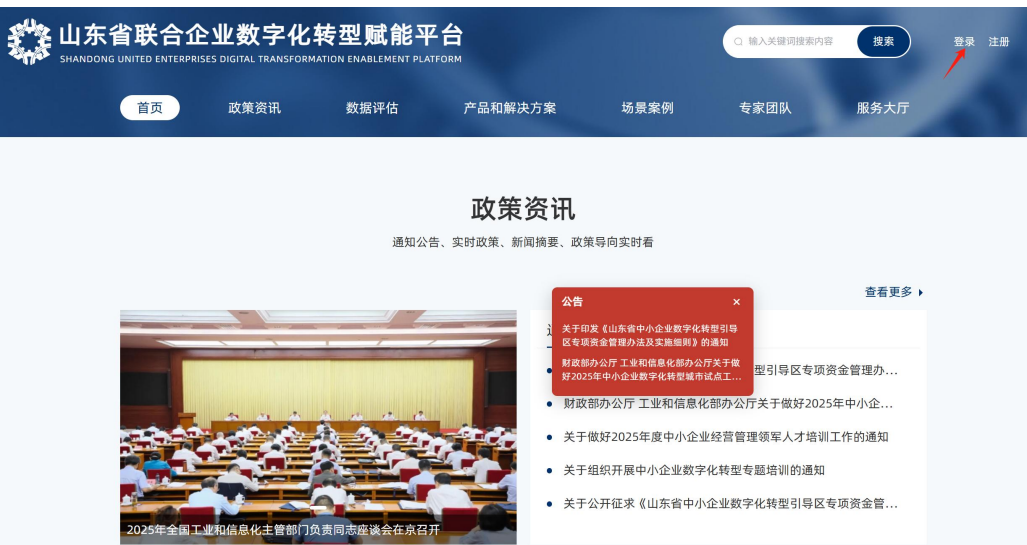 山东省联合企业数字化转型赋能平台
SHANDONG UNITED ENTERPRISES DIGITAL TRANSFORMATION ENABLEMENT PLATFORM
输入关键词搜索内容
搜索
登录 注册
首页 政策资讯 数据评估 产品和解决方案 场景案例 专家团队 服务大厅
政策资讯
通知公告、实时政策、新闻摘要、政策导向实时看
查看更多
公告 ×
关于印发《山东省中小企业数字化转型引导
区专项资金管理办法及实施细则》的通知
财政部办公厅 工业和信息化部办公厅关于做
好2025年中小企业数字化转型城市试点工...
型引导区专项资金管理办...
财政部办公厅 工业和信息化部办公厅关于做好2025年中小企...
关于做好2025年度中小企业经营管理领军人才培训工作的通知
关于组织开展中小企业数字化转型专题培训的通知
关于公开征求《山东省中小企业数字化转型引导区专项资金管...
2025年全国工业和信息化主管部门负责同志座谈会在京召开